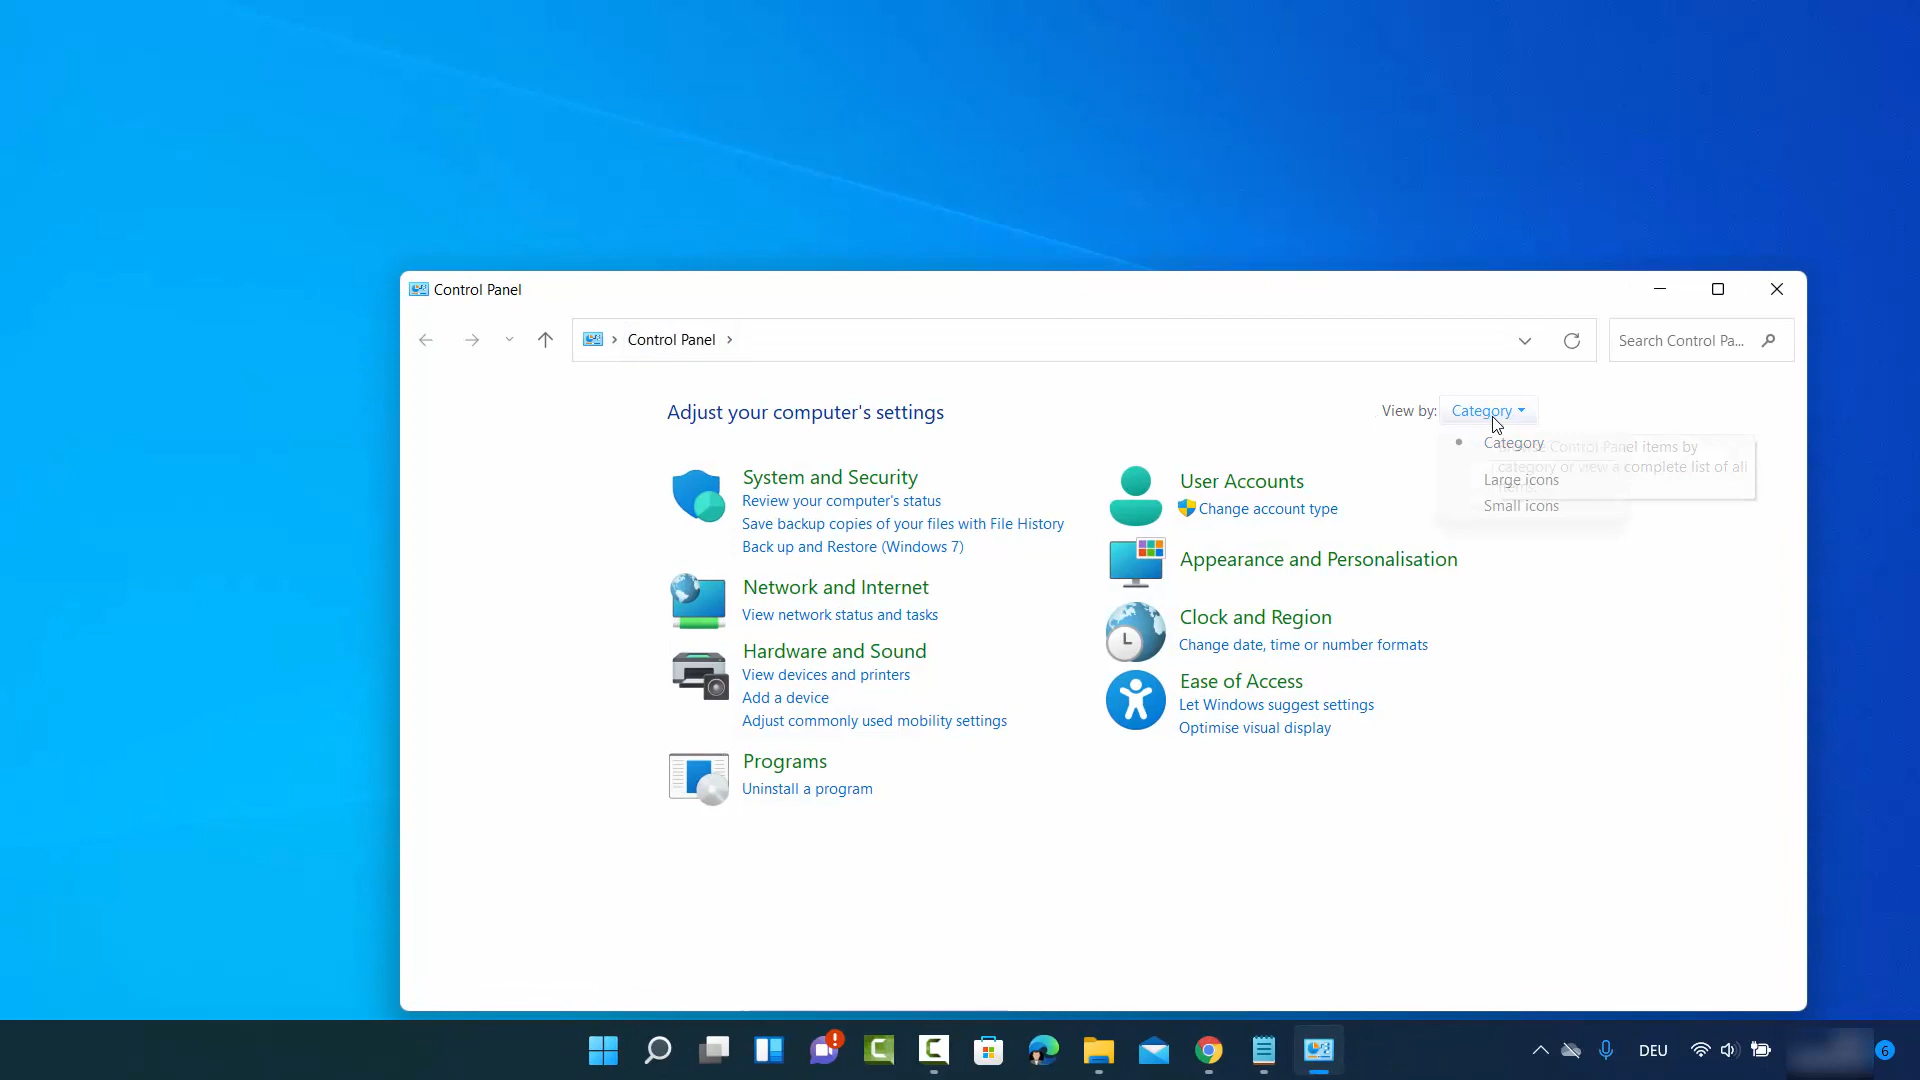 Control Panel
Control Panel
Search Control Pa...
Adjust your computer's settings
View by: Category
Category
Control Panel items by
category or view a complete list of all
Large icons
Small icons
System and Security
Review your computer's status
Save backup copies of your files with File History
Back up and Restore (Windows 7)
Network and Internet
View network status and tasks
Hardware and Sound
View devices and printers
Add a device
Adjust commonly used mobility settings
Programs
Uninstall a program
User Accounts
Change account type
Appearance and Personalisation
Clock and Region
Change date, time or number formats
Ease of Access
Let Windows suggest settings
Optimise visual display
DEU
6